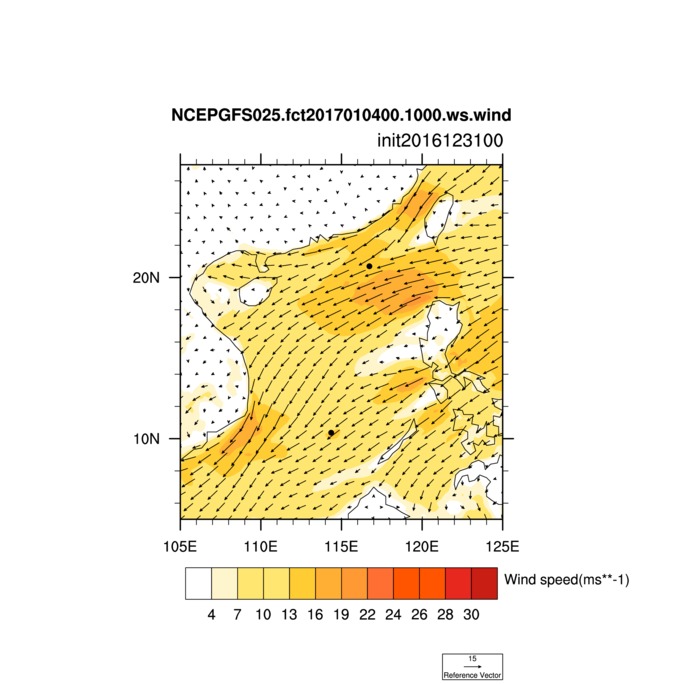 NCEPGFS025.fct2017010400.1000.ws.wind
init2016123100
20N
10N
105E 110E 115E 120E 125E
Wind speed(ms**-1)
4 7 10 13 16 19 22 24 26 28 30
15
Reference Vector